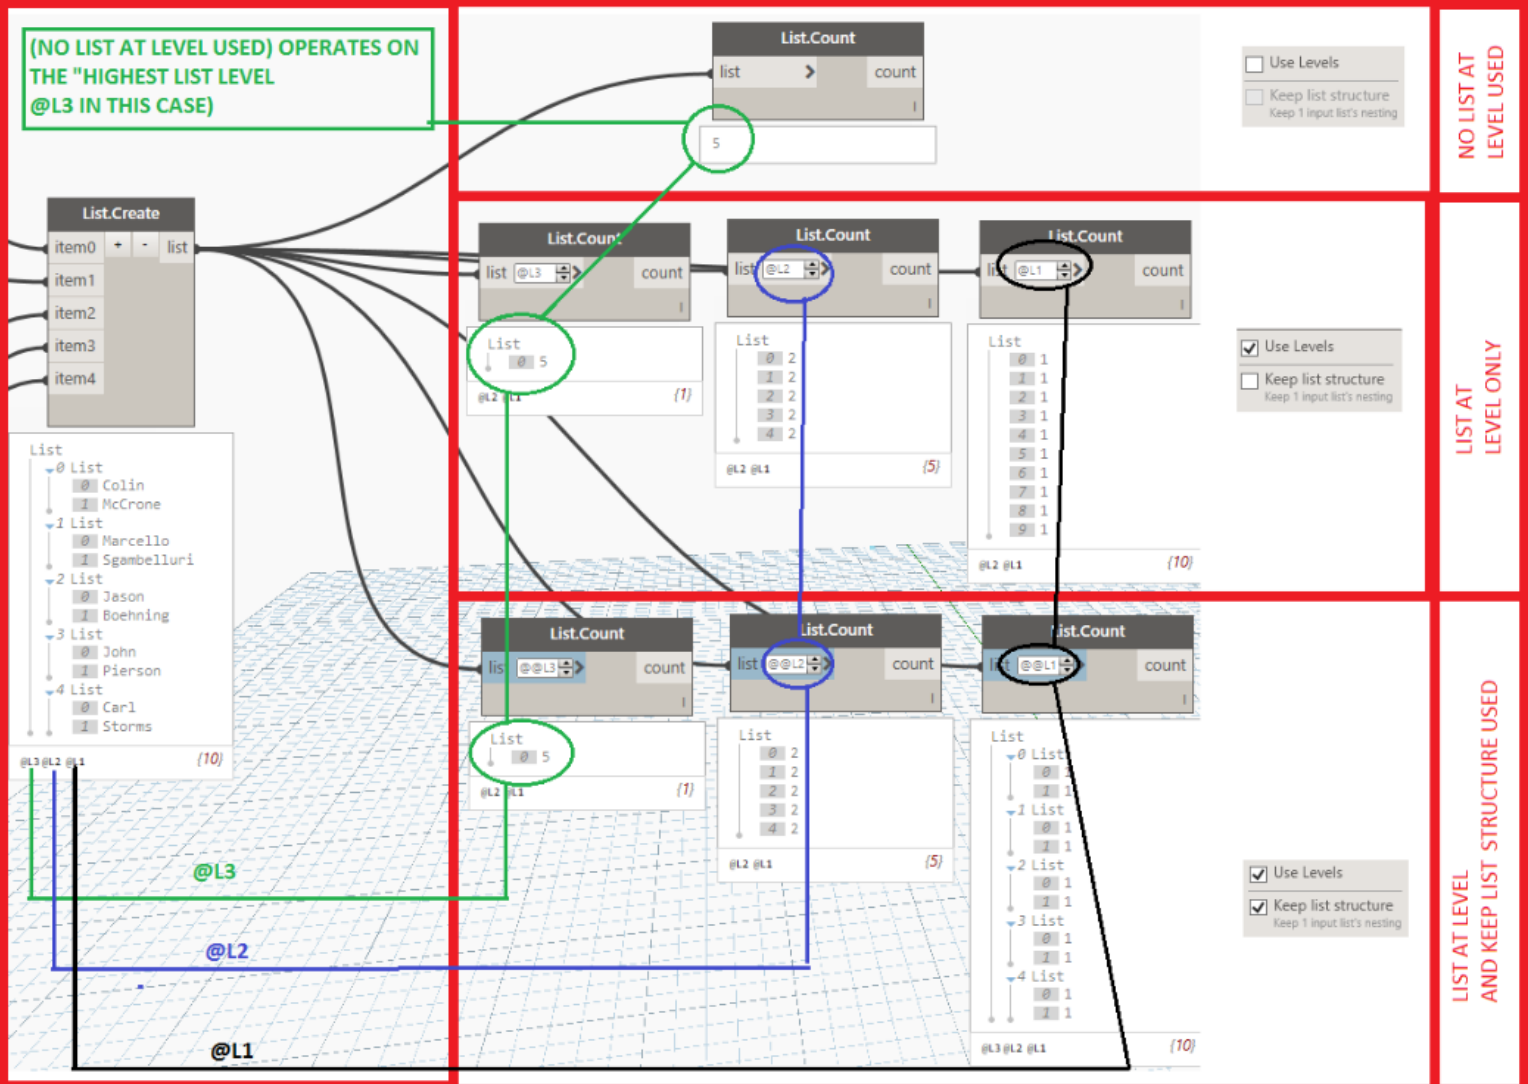 (NO LIST AT LEVEL USED) OPERATES ON
THE "HIGHEST LIST LEVEL
@L3 IN THIS CASE)
List.Count
list > count
l
5
Use Levels
Keep list structure
Keep 1 input list's nesting
NO LIST AT
LEVEL USED
List.Create
item0 + - list
item1
item2
item3
item4
List
0 List
0 Colin
1 McCrone
1 List
0 Marcello
1 Sgambelluri
2 List
0 Jason
1 Boehning
3 List
0 John
1 Pierson
4 List
0 Carl
1 Storms
@L3 @L2 @L1 {10}
List.Count
list @L3 > count
l
List
0 5
@L2 @L1 {1}
List.Count
list @L2 > count
l
List
0 2
1 2
2 2
3 2
4 2
@L2 @L1 {5}
List.Count
list @L1 > count
l
List
0 1
1 1
2 1
3 1
4 1
5 1
6 1
7 1
8 1
9 1
@L2 @L1 {10}
Use Levels
Keep list structure
Keep 1 input list's nesting
LIST AT
LEVEL ONLY
List.Count
list @@L3 > count
l
List
0 5
@L2 @L1 {1}
List.Count
list @@L2 > count
l
List
0 2
1 2
2 2
3 2
4 2
@L2 @L1 {5}
List.Count
list @@L1 > count
l
List
0 List
0 1
1 1
1 List
0 1
1 1
2 List
0 1
1 1
3 List
0 1
1 1
4 List
0 1
1 1
@L3 @L2 @L1 {10}
Use Levels
Keep list structure
Keep 1 input list's nesting
LIST AT LEVEL
AND KEEP LIST STRUCTURE USED
@L3
@L2
@L1